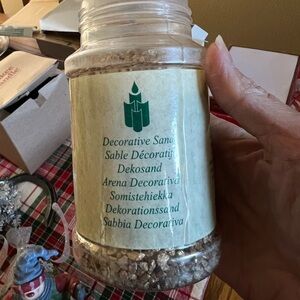 Decorative Sand
Sable Décoratif
Dekosand
Arena Decorativa
Somistehiekka
Dekorationssand
Sabbia Decorativa